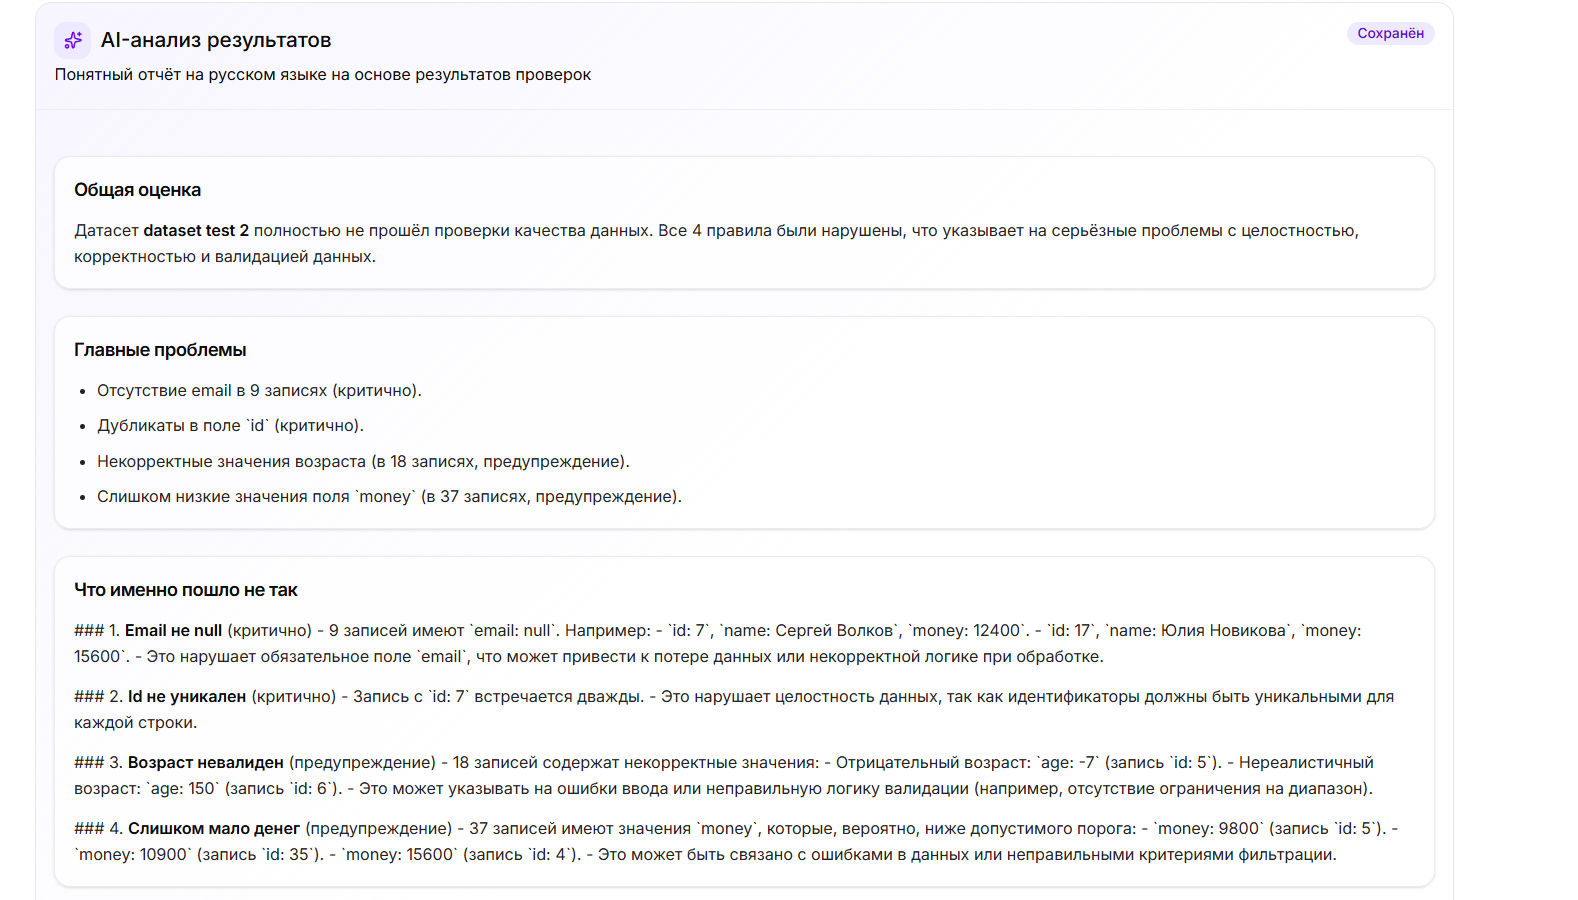 AI-анализ результатов
Сохранён
Понятный отчёт на русском языке на основе результатов проверок
Общая оценка
Датасет dataset test 2 полностью не прошёл проверки качества данных. Все 4 правила были нарушены, что указывает на серьёзные проблемы с целостностью,
корректностью и валидацией данных.
Главные проблемы
• Отсутствие email в 9 записях (критично).
• Дубликаты в поле `id` (критично).
• Некорректные значения возраста (в 18 записях, предупреждение).
• Слишком низкие значения поля `money` (в 37 записях, предупреждение).
Что именно пошло не так
### 1. Email не null (критично) - 9 записей имеют `email: null`. Например: - `id: 7`, `name: Сергей Волков`, `money: 12400`. - `id: 17`, `name: Юлия Новикова`, `money:
15600`. - Это нарушает обязательное поле `email`, что может привести к потере данных или некорректной логике при обработке.
### 2. Id не уникален (критично) - Запись с `id: 7` встречается дважды. - Это нарушает целостность данных, так как идентификаторы должны быть уникальными для
каждой строки.
### 3. Возраст невалиден (предупреждение) - 18 записей содержат некорректные значения: - Отрицательный возраст: `age: -7` (запись `id: 5`). - Нереалистичный
возраст: `age: 150` (запись `id: 6`). - Это может указывать на ошибки ввода или неправильную логику валидации (например, отсутствие ограничения на диапазон).
### 4. Слишком мало денег (предупреждение) - 37 записей имеют значения `money`, которые, вероятно, ниже допустимого порога: - `money: 9800` (запись `id: 5`). -
`money: 10900` (запись `id: 35`). - `money: 15600` (запись `id: 4`). - Это может быть связано с ошибками в данных или неправильными критериями фильтрации.